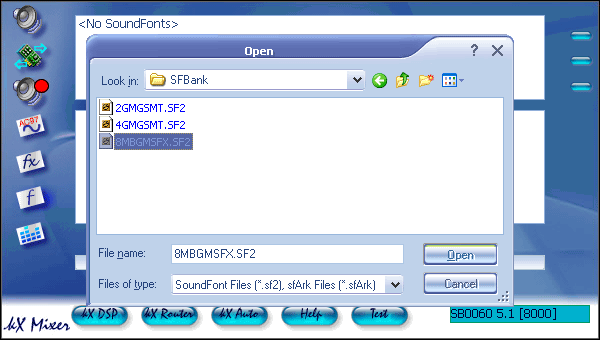 <No SoundFonts>
Open
Look in:
SFBank
2GMGSMT.SF2
4GMGSMT.SF2
8MBGMSFX.SF2
AC97
fx
f
File name:
8MBGMSFX.SF2
Open
Files of type:
SoundFont Files (*.sf2), sfArk Files (*.sfArk)
Cancel
kX Mixer
kX DSP
kX Router
kX Auto
Help
Test
SB0060 5.1 [8000]